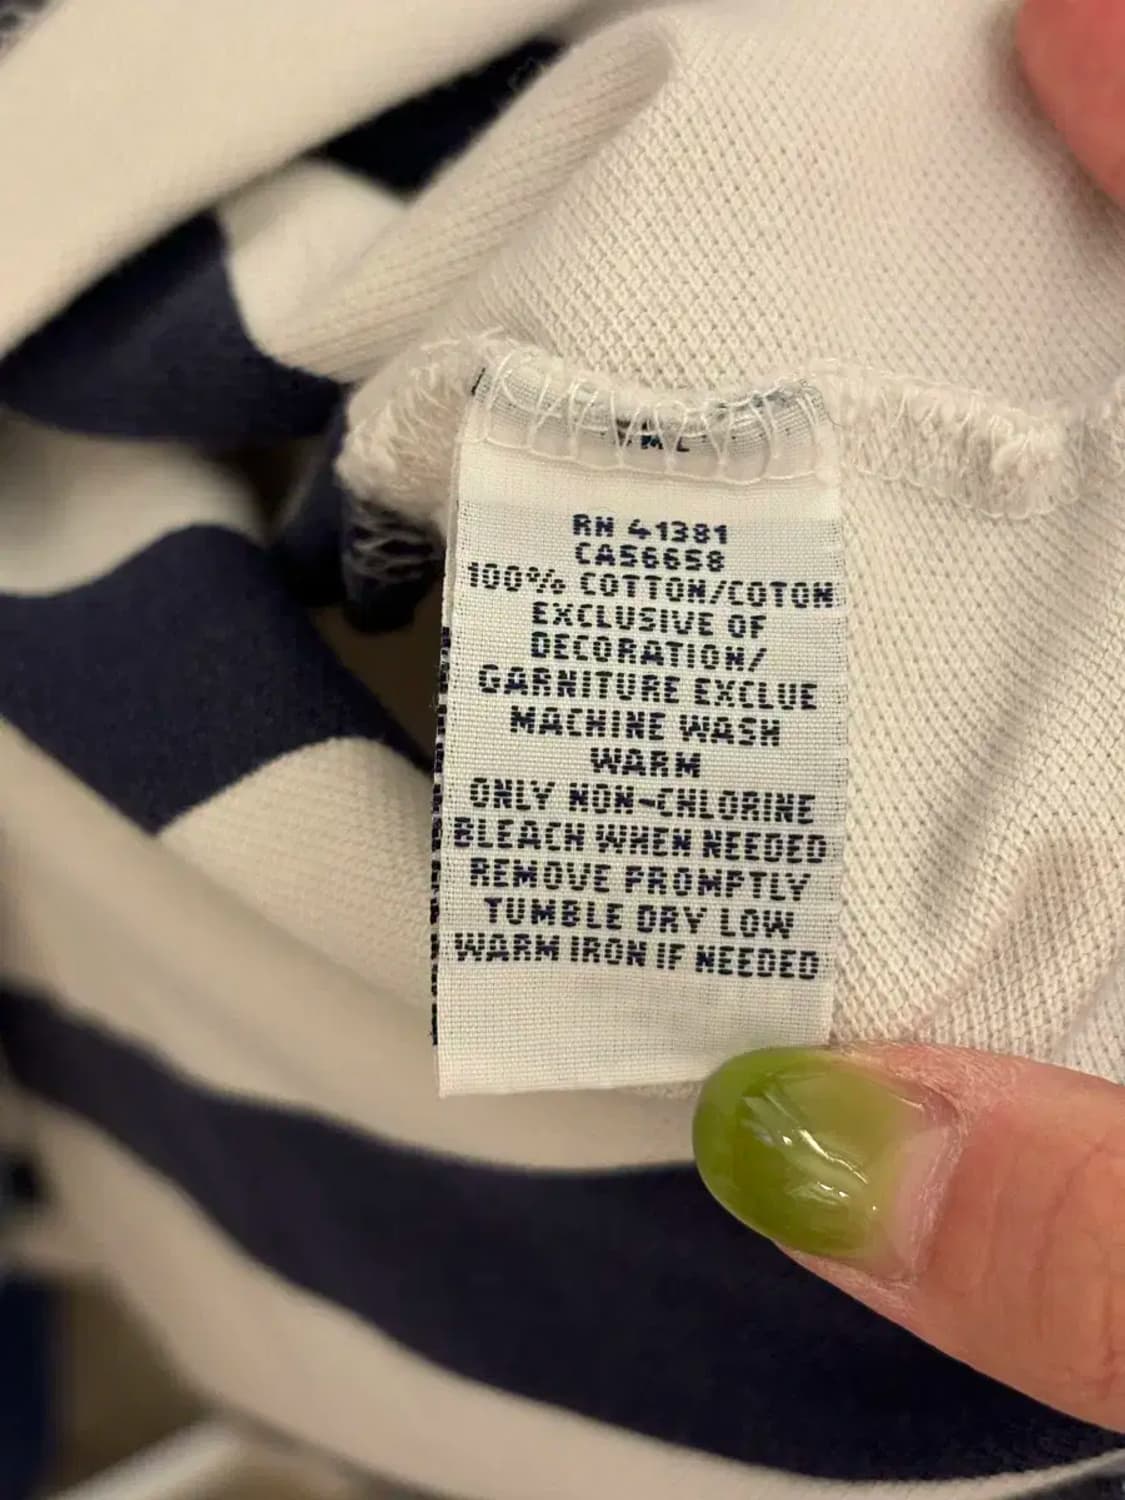 RN 41381
CA56658
100% COTTON/COTON
EXCLUSIVE OF
DECORATION/
GARNITURE EXCLUE
MACHINE WASH
WARM
ONLY NON-CHLORINE
BLEACH WHEN NEEDED
REMOVE PROMPTLY
TUMBLE DRY LOW
WARM IRON IF NEEDED